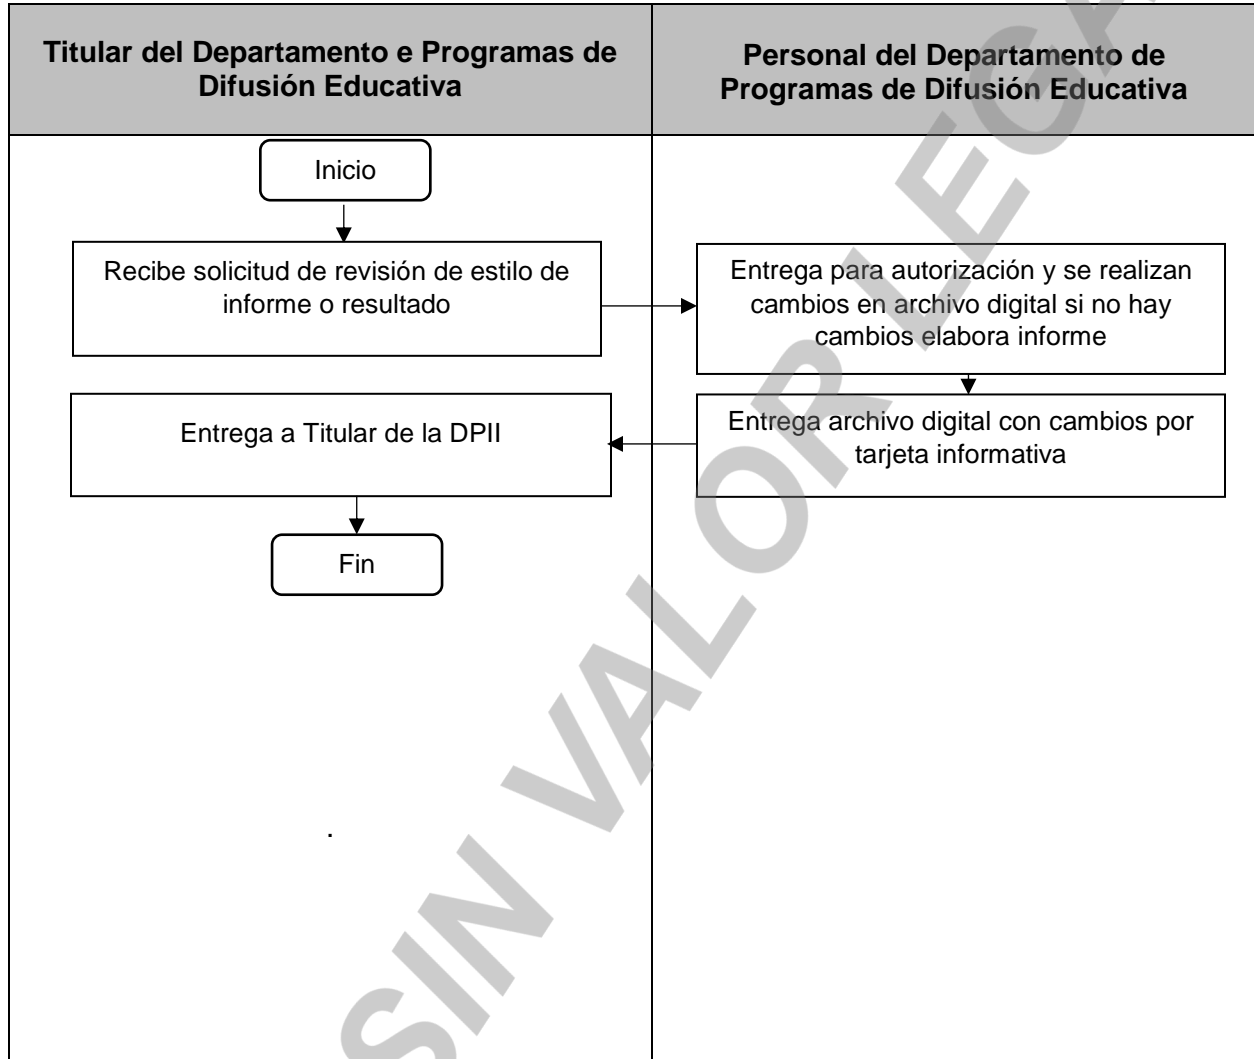 Titular del Departamento e Programas de
Difusión Educativa
Personal del Departamento de
Programas de Difusión Educativa
Inicio
Recibe solicitud de revisión de estilo de
informe o resultado
Entrega para autorización y se realizan
cambios en archivo digital si no hay
cambios elabora informe
Entrega archivo digital con cambios por
tarjeta informativa
Entrega a Titular de la DPII
Fin
.
SIN VALOR LEGA